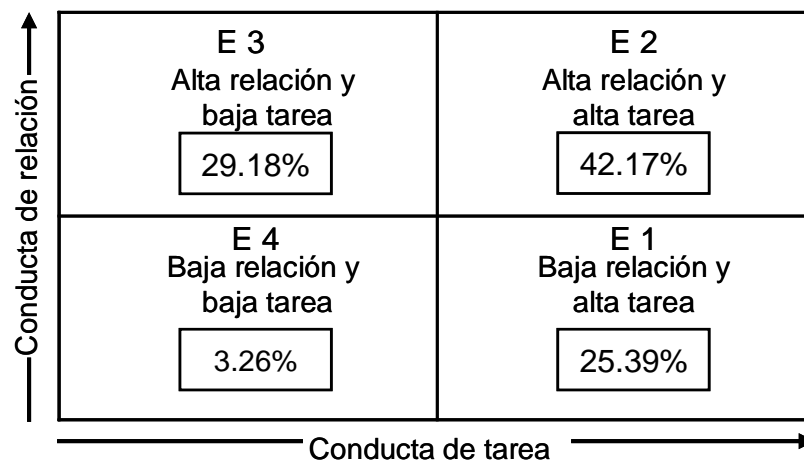 Conducta de relación
E 3
Alta relación y
baja tarea
29.18%
E 2
Alta relación y
alta tarea
42.17%
E 4
Baja relación y
baja tarea
3.26%
E 1
Baja relación y
alta tarea
25.39%
Conducta de tarea